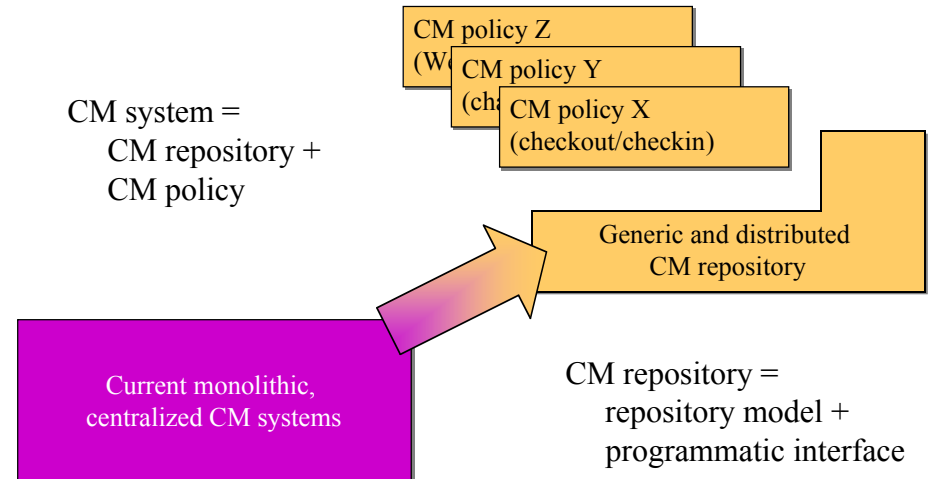 CM policy Z
CM policy Y
CM policy X
(checkout/checkin)
CM system =
CM repository +
CM policy
Generic and distributed
CM repository
Current monolithic,
centralized CM systems
CM repository =
repository model +
programmatic interface